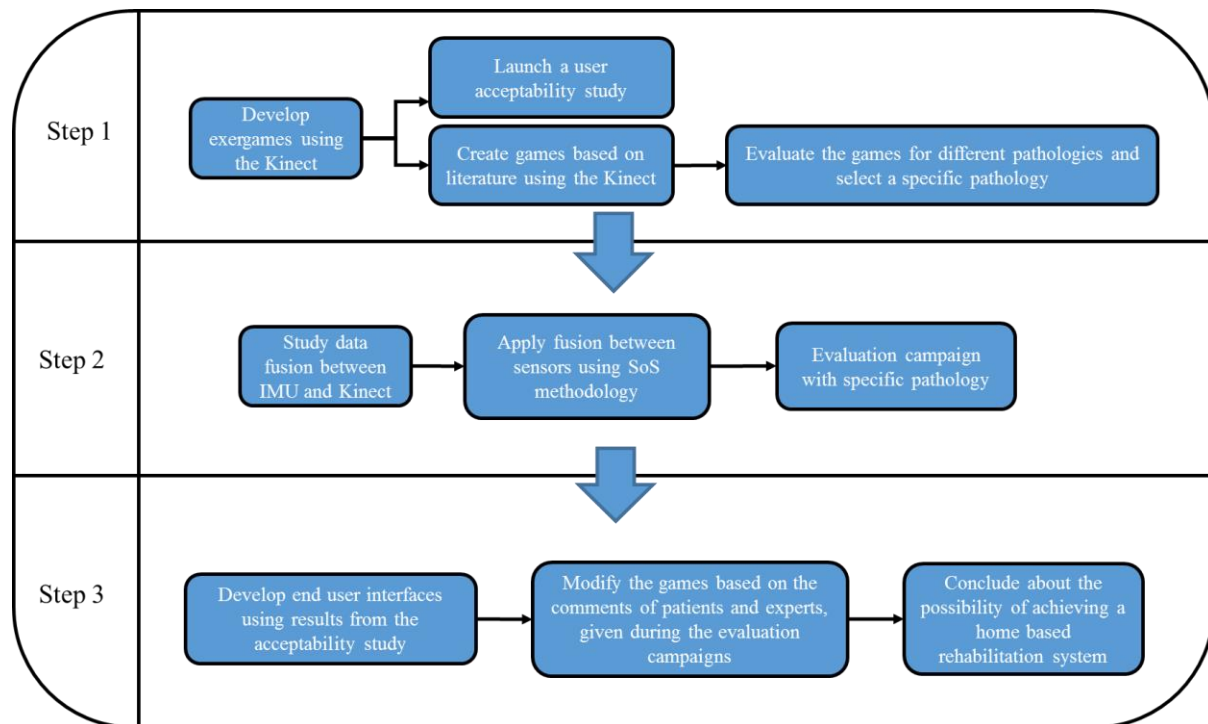 Step 1
Develop
exergames using
the Kinect
Launch a user
acceptability study
Create games based on
literature using the Kinect
Evaluate the games for different pathologies and
select a specific pathology
Step 2
Study data
fusion between
IMU and Kinect
Apply fusion between
sensors using SoS
methodology
Evaluation campaign
with specific pathology
Step 3
Develop end user interfaces
using results from the
acceptability study
Modify the games based on the
comments of patients and experts,
given during the evaluation
campaigns
Conclude about the
possibility of achieving a
home based
rehabilitation system